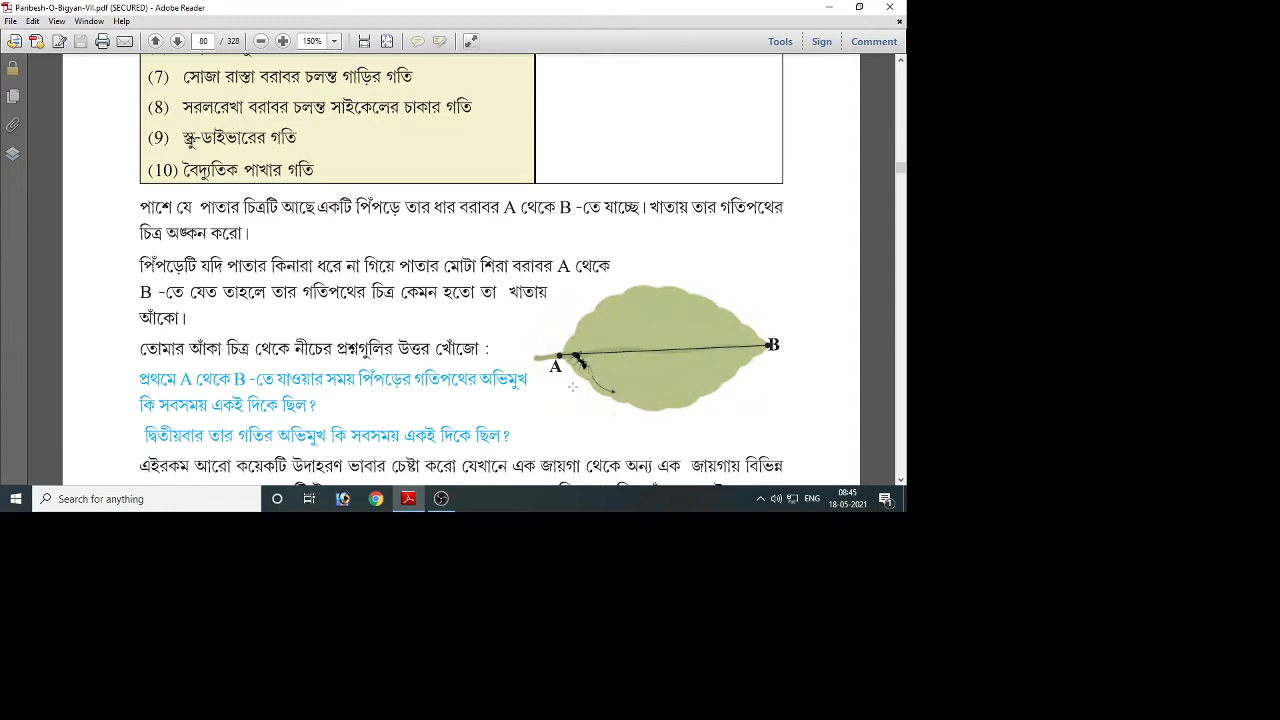 Paribesh-O-Bigyan-VII.pdf (SECURED) - Adobe Reader
File Edit View Window Help
80 / 328 150% Tools Sign Comment
(7) সোজা রাস্তা বরাবর চলন্ত গাড়ির গতি
(8) সরলরেখা বরাবর চলন্ত সাইকেলের চাকার গতি
(9) স্ক্রু-ডাইভারের গতি
(10) বৈদ্যুতিক পাখার গতি
পাশে যে পাতার চিত্রটি আছে একটি পিঁপড়ে তার ধার বরাবর A থেকে B -তে যাচ্ছে। খাতায় তার গতিপথের
চিত্র অঙ্কন করো।
পিঁপড়েটি যদি পাতার কিনারা ধরে না গিয়ে পাতার মোটা শিরা বরাবর A থেকে
B -তে যেত তাহলে তার গতিপথের চিত্র কেমন হতো তা খাতায়
আঁকো।
তোমার আঁকা চিত্র থেকে নীচের প্রশ্নগুলির উত্তর খোঁজো :
A
B
প্রথমে A থেকে B -তে যাওয়ার সময় পিঁপড়ের গতিপথের অভিমুখ
কি সবসময় একই দিকে ছিল?
দ্বিতীয়বার তার গতির অভিমুখ কি সবসময় একই দিকে ছিল?
এইরকম আরো কয়েকটি উদাহরণ ভাবার চেষ্টা করো যেখানে এক জায়গা থেকে অন্য এক জায়গায় বিভিন্ন
Search for anything
ENG 08:45
18-05-2021